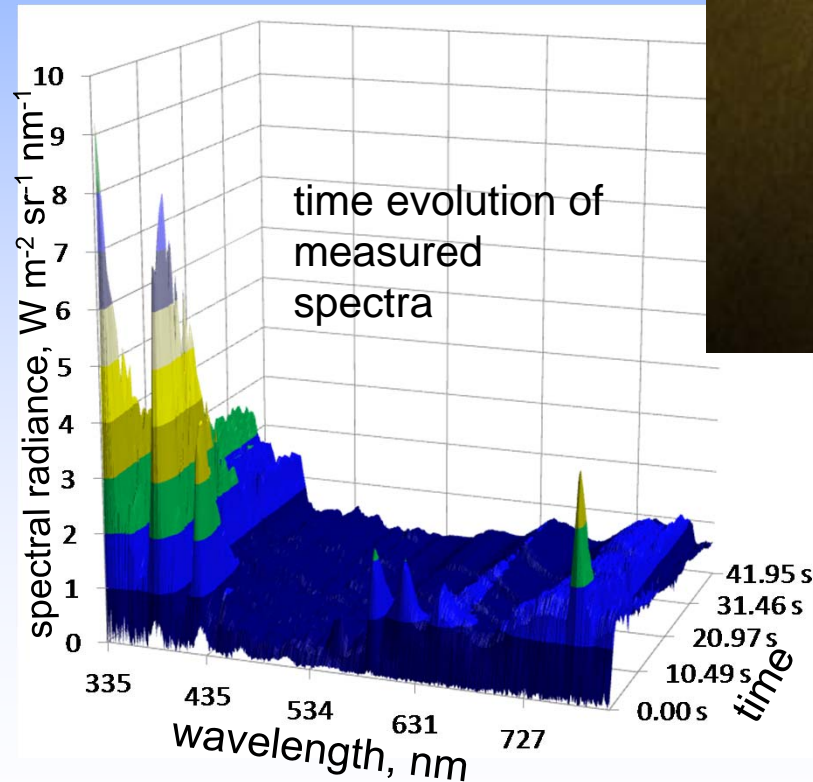 spectral radiance, W m⁻² sr⁻¹ nm⁻¹
10
9
8
7
6
5
4
3
2
1
0
time evolution of
measured
spectra
335
435
534
631
727
wavelength, nm
41.95 s
31.46 s
20.97 s
10.49 s
0.00 s
time